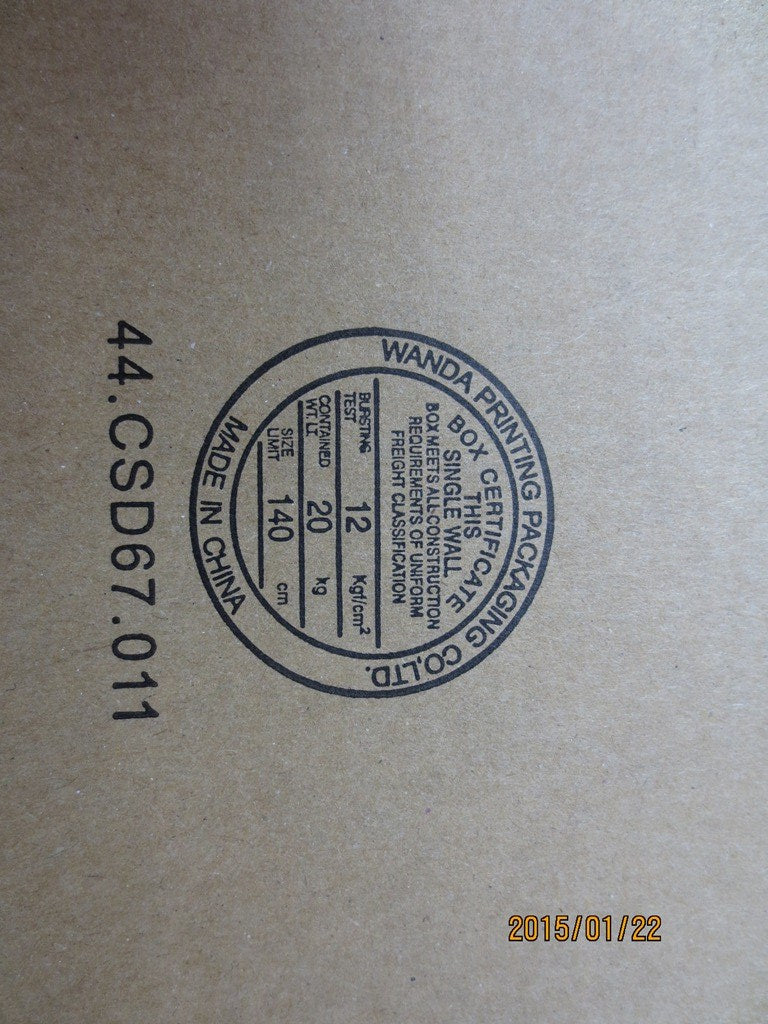 WANDA PRINTING PACKAGING CO,LTD.
BOX CERTIFICATE
THIS
SINGLE WALL
BOX MEETS ALL CONSTRUCTION
REQUIREMENTS OF UNIFORM
FREIGHT CLASSIFICATION
BURSTING TEST 12 Kgf/cm²
CONTAINED WT. LT. 20 kg
SIZE LIMIT 140 cm
MADE IN CHINA
44.CSD67.011
2015/01/22